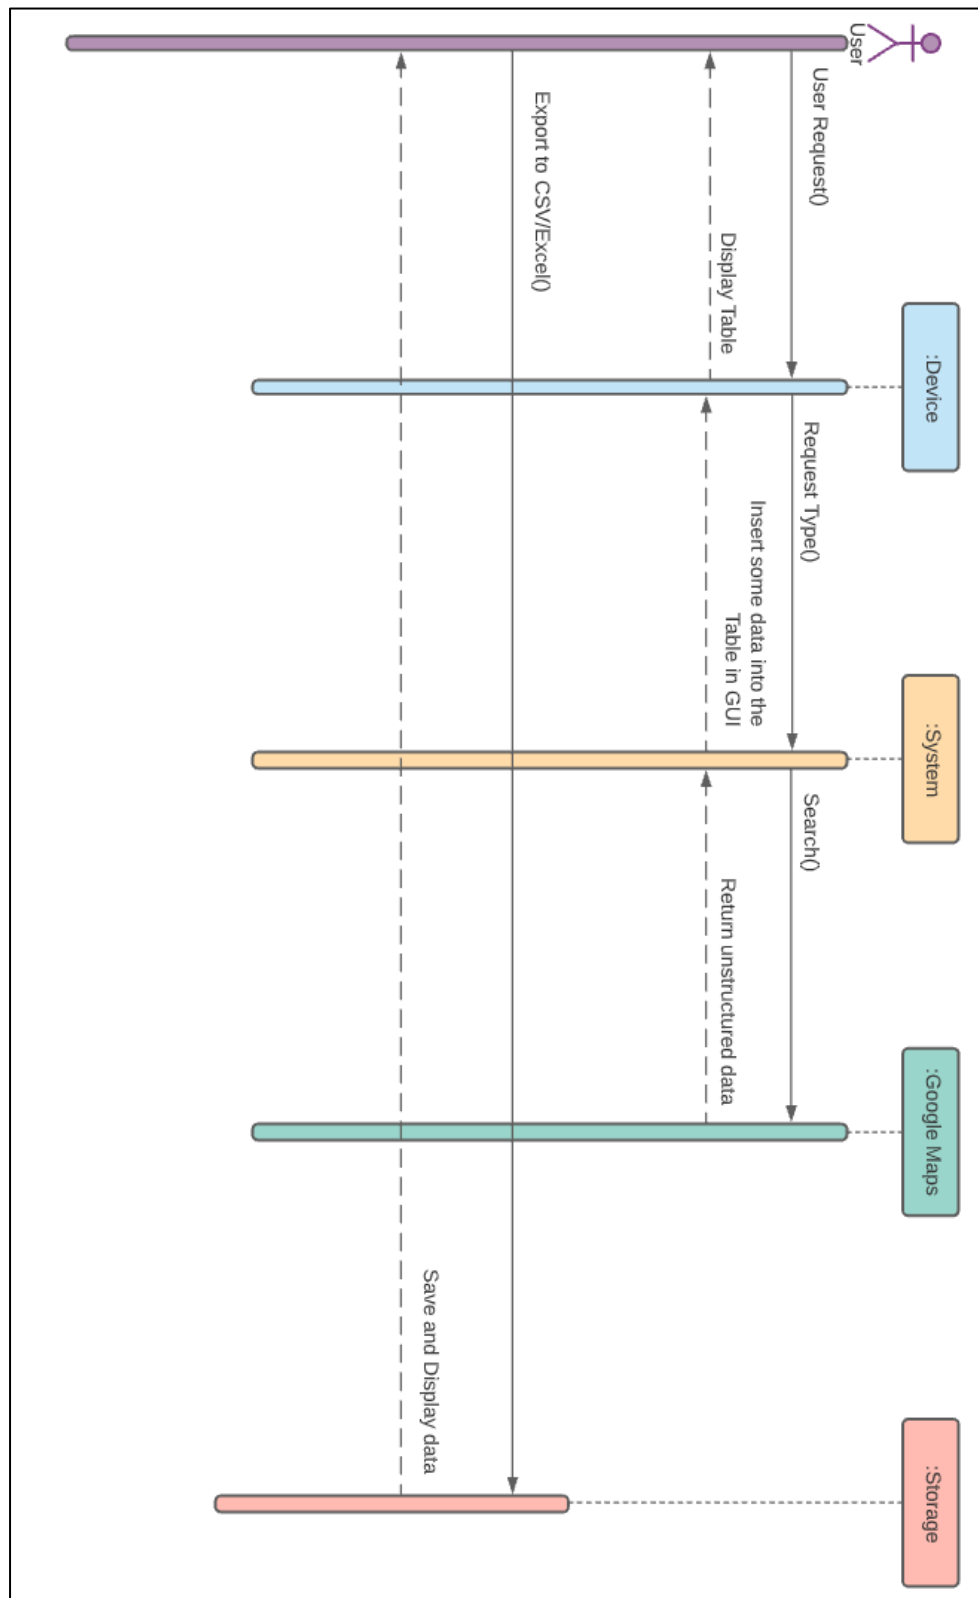 User
:Device
:System
:Google Maps
:Storage
User Request()
Request Type()
Search()
Insert some data into the
Table in GUI
Display Table
Return unstructured data
Export to CSV/Excel()
Save and Display data